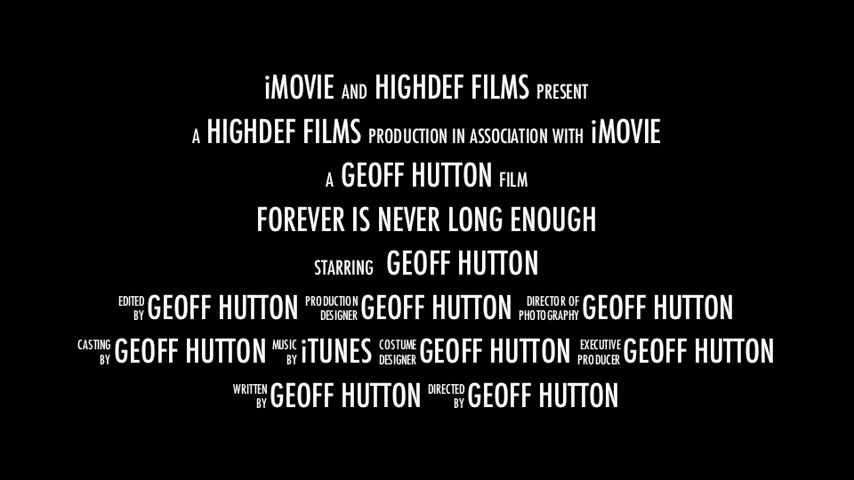 iMOVIE AND HIGHDEF FILMS PRESENT
A HIGHDEF FILMS PRODUCTION IN ASSOCIATION WITH iMOVIE
A GEOFF HUTTON FILM
FOREVER IS NEVER LONG ENOUGH
STARRING GEOFF HUTTON
EDITED BY GEOFF HUTTON PRODUCTION DESIGNER GEOFF HUTTON DIRECTOR OF PHOTOGRAPHY GEOFF HUTTON
CASTING BY GEOFF HUTTON MUSIC BY iTUNES COSTUME DESIGNER GEOFF HUTTON EXECUTIVE PRODUCER GEOFF HUTTON
WRITTEN BY GEOFF HUTTON DIRECTED BY GEOFF HUTTON